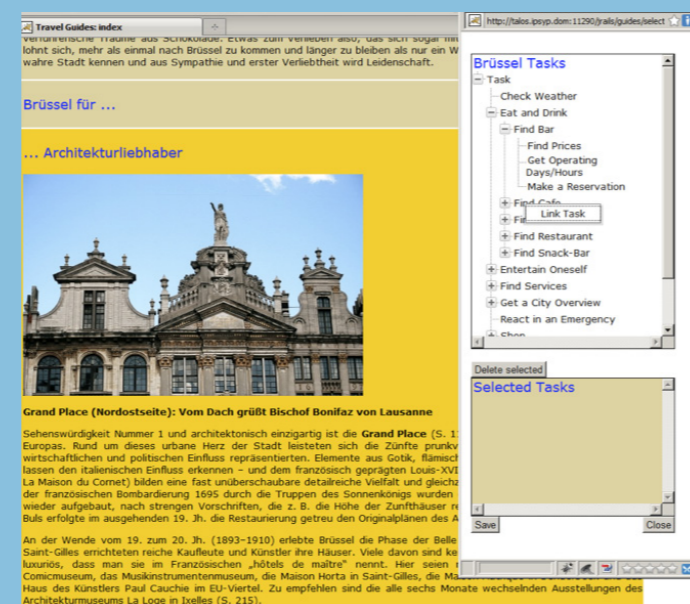 Travel Guides: index
verführerische Träume aus Schokolade. Etwas zum Verlieben also, das sich sogar
lohnt sich, mehr als einmal nach Brüssel zu kommen und länger zu bleiben als nur ein W
wahre Stadt kennen und aus Sympathie und erster Verliebtheit wird Leidenschaft.
Brüssel für ...
... Architekturliebhaber
Grand Place (Nordostseite): Vom Dach grüßt Bischof Bonifaz von Lausanne
Sehenswürdigkeit Nummer 1 und architektonisch einzigartig ist die Grand Place (S. 1
Europas. Rund um dieses urbane Herz der Stadt leisteten sich die Zünfte prunkv
wirtschaftlichen und politischen Einfluss repräsentierten. Elemente aus Gotik, flämisch
lassen den italienischen Einfluss erkennen – und dem französisch geprägten Louis-XVI
La Maison du Cornet) bilden eine fast unüberschaubare detailreiche Vielfalt und gleichz
der französischen Bombardierung 1695 durch die Truppen des Sonnenkönigs wurden
wieder aufgebaut, nach strengen Vorschriften, die z. B. die Höhe der Zunfthäuser re
Buls erfolgte im ausgehenden 19. Jh. die Restaurierung getreu den Originalplänen des A
An der Wende vom 19. zum 20. Jh. (1893–1910) erlebte Brüssel die Phase der Belle
Saint-Gilles errichteten reiche Kaufleute und Künstler ihre Häuser. Viele davon sind ke
luxuriös, dass man sie im Französischen „hôtels de maître" nennt. Hier seien
Comicmuseum, das Musikinstrumentenmuseum, die Maison Horta in Saint-Gilles, die
Haus des Künstlers Paul Cauchie im EU-Viertel. Zu empfehlen sind die alle sechs Monate wechselnden Ausstellungen des
Architekturmuseums La Loge in Ixelles (S. 215).
http://talos.ipsyp.dom:11290/jrails/guides/select
Brüssel Tasks
Task
Check Weather
Eat and Drink
Find Bar
Find Prices
Get Operating
Days/Hours
Make a Reservation
Find Cafe
Link Task
Find Restaurant
Find Snack-Bar
Entertain Oneself
Find Services
Get a City Overview
React in an Emergency
Shop
Delete selected
Selected Tasks
Save
Close